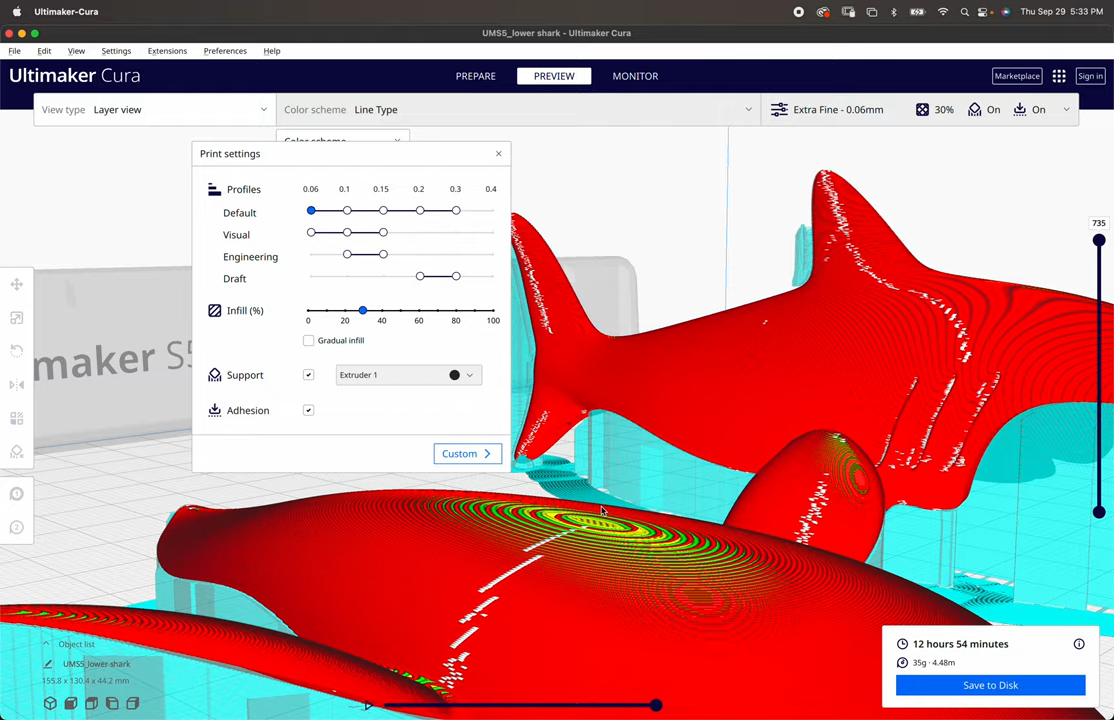 Ultimaker-Cura
Thu Sep 29 5:33 PM
UMS5_lower shark - Ultimaker Cura
File Edit View Settings Extensions Preferences Help
Ultimaker Cura
PREPARE PREVIEW MONITOR
Marketplace Sign in
View type Layer view
Color scheme Line Type
Extra Fine - 0.06mm 30% On On
Color scheme
Print settings
Profiles 0.06 0.1 0.15 0.2 0.3 0.4
Default
Visual
Engineering
Draft
Infill (%)
0 20 40 60 80 100
Gradual infill
Support Extruder 1
Adhesion
Custom
735
maker S5
1
2
Object list
UMS5_lower shark
155.8 x 130.4 x 44.2 mm
12 hours 54 minutes
35g · 4.48m
Save to Disk